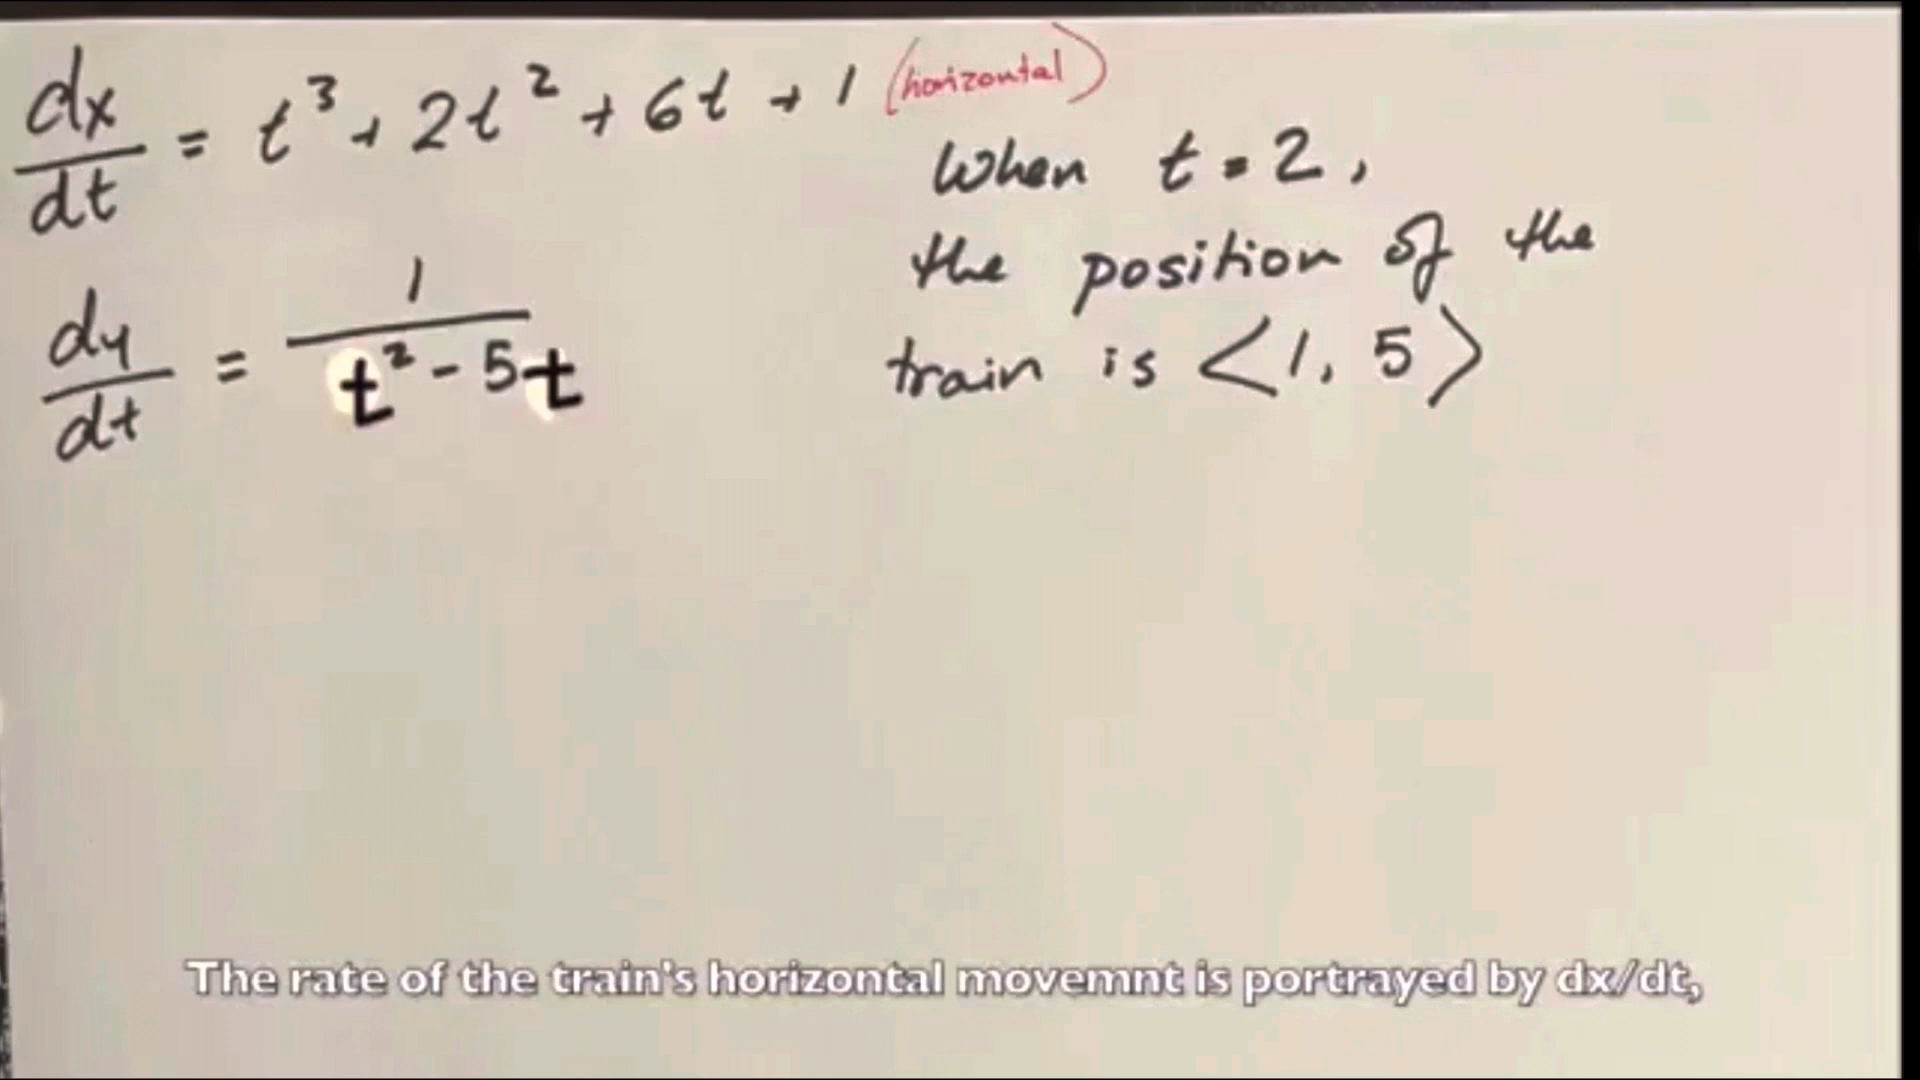 dx/dt = t³ + 2t² + 6t + 1 (horizontal)
dy/dt = 1/(t² - 5t)
When t = 2,
the position of the
train is <1, 5>
The rate of the train's horizontal movemnt is portrayed by dx/dt,